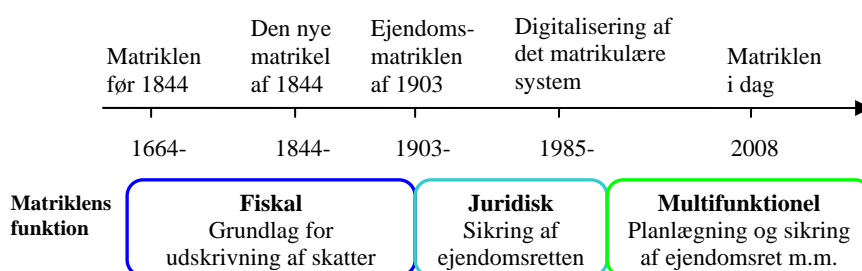 Matriklen
før 1844
Den nye
matrikel
af 1844
Ejendoms-
matriklen
af 1903
Digitalisering af
det matrikulære
system
Matriklen
i dag
1664-
1844-
1903-
1985-
2008
Matriklens
funktion
Fiskal
Grundlag for
udskrivning af skatter
Juridisk
Sikring af
ejendomsretten
Multifunktionel
Planlægning og sikring
af ejendomsret m.m.